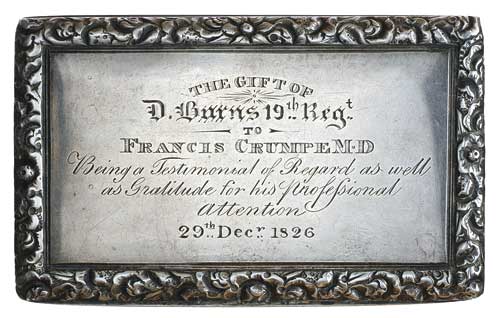 THE GIFT OF
D. Burns 19th Regt
TO
FRANCIS CRUMPE M.D
Being a Testimonial of Regard as well
as Gratitude for his Professional
Attention
29th Decr. 1826